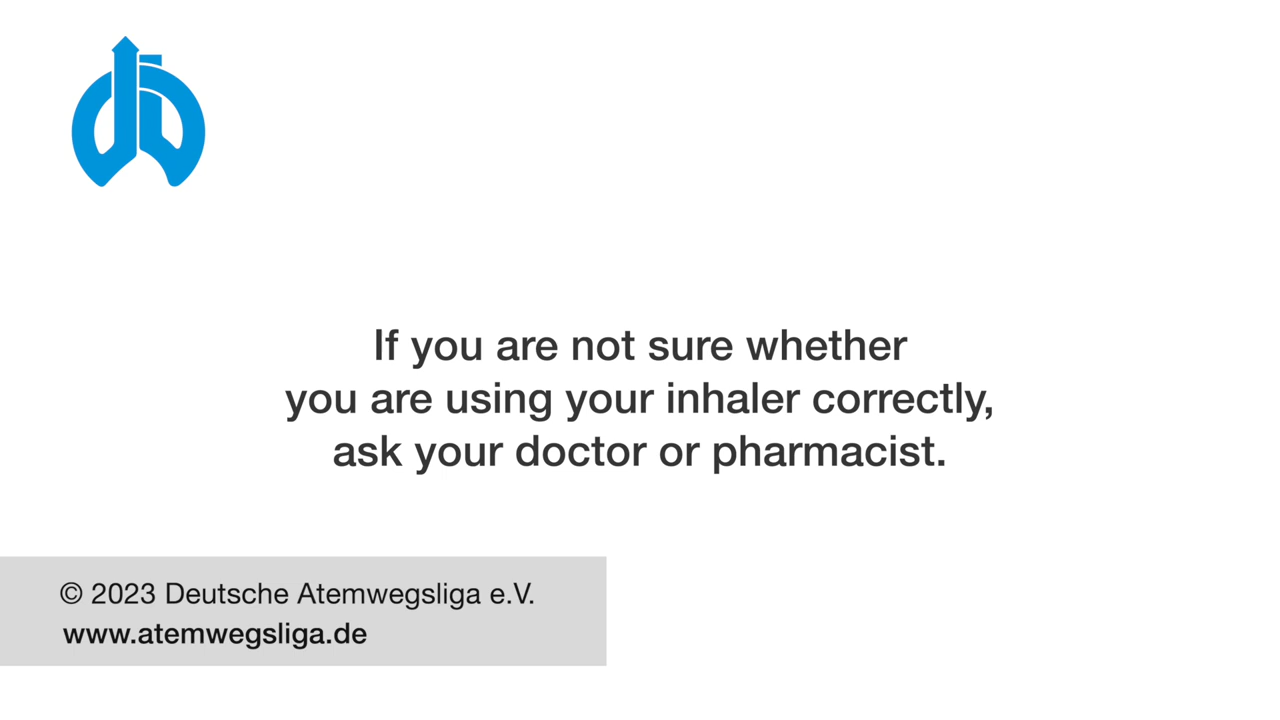 If you are not sure whether
you are using your inhaler correctly,
ask your doctor or pharmacist.
© 2023 Deutsche Atemwegsliga e.V.
www.atemwegsliga.de